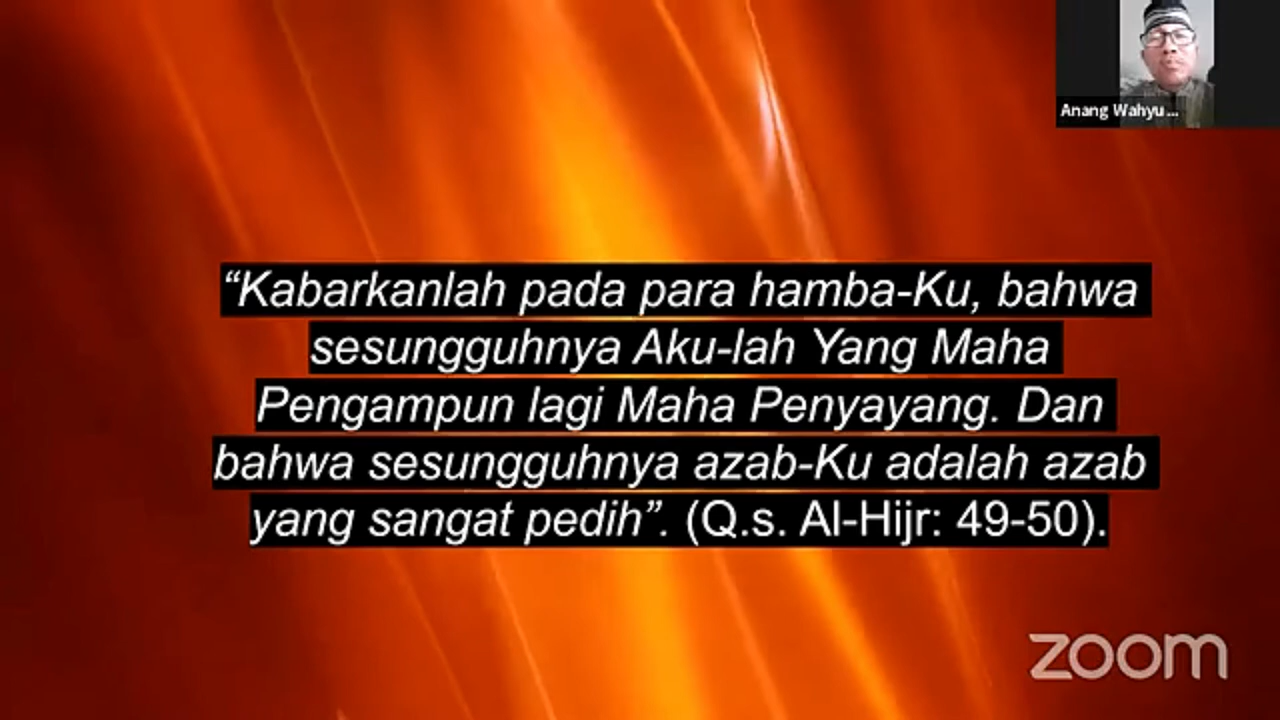 Anang Wahyu...
“Kabarkanlah pada para hamba-Ku, bahwa
sesungguhnya Aku-lah Yang Maha
Pengampun lagi Maha Penyayang. Dan
bahwa sesungguhnya azab-Ku adalah azab
yang sangat pedih”. (Q.s. Al-Hijr: 49-50).
zoom